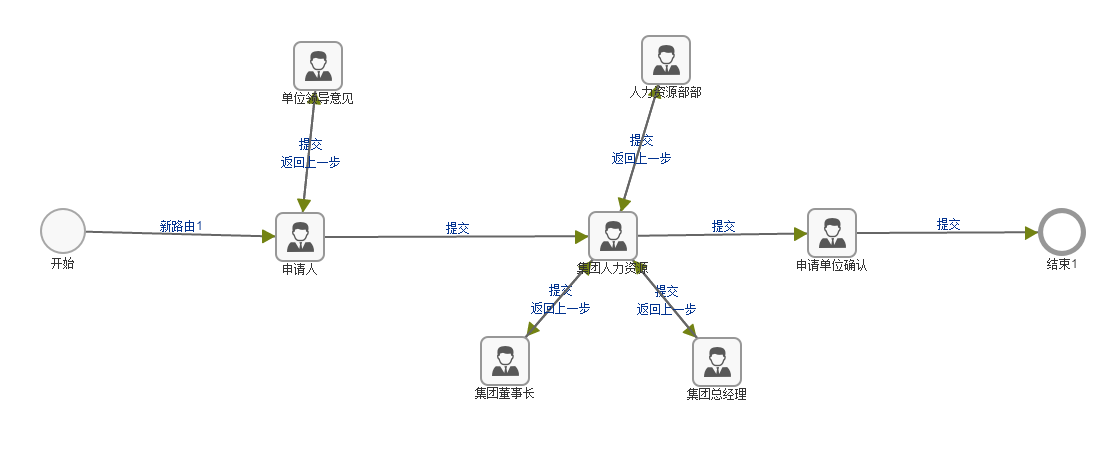 单位领导意见
人力资源部部
提交
返回上一步
提交
返回上一步
新路由1
提交
提交
提交
开始
申请人
集团人力资源
申请单位确认
结束1
提交
返回上一步
提交
返回上一步
集团董事长
集团总经理